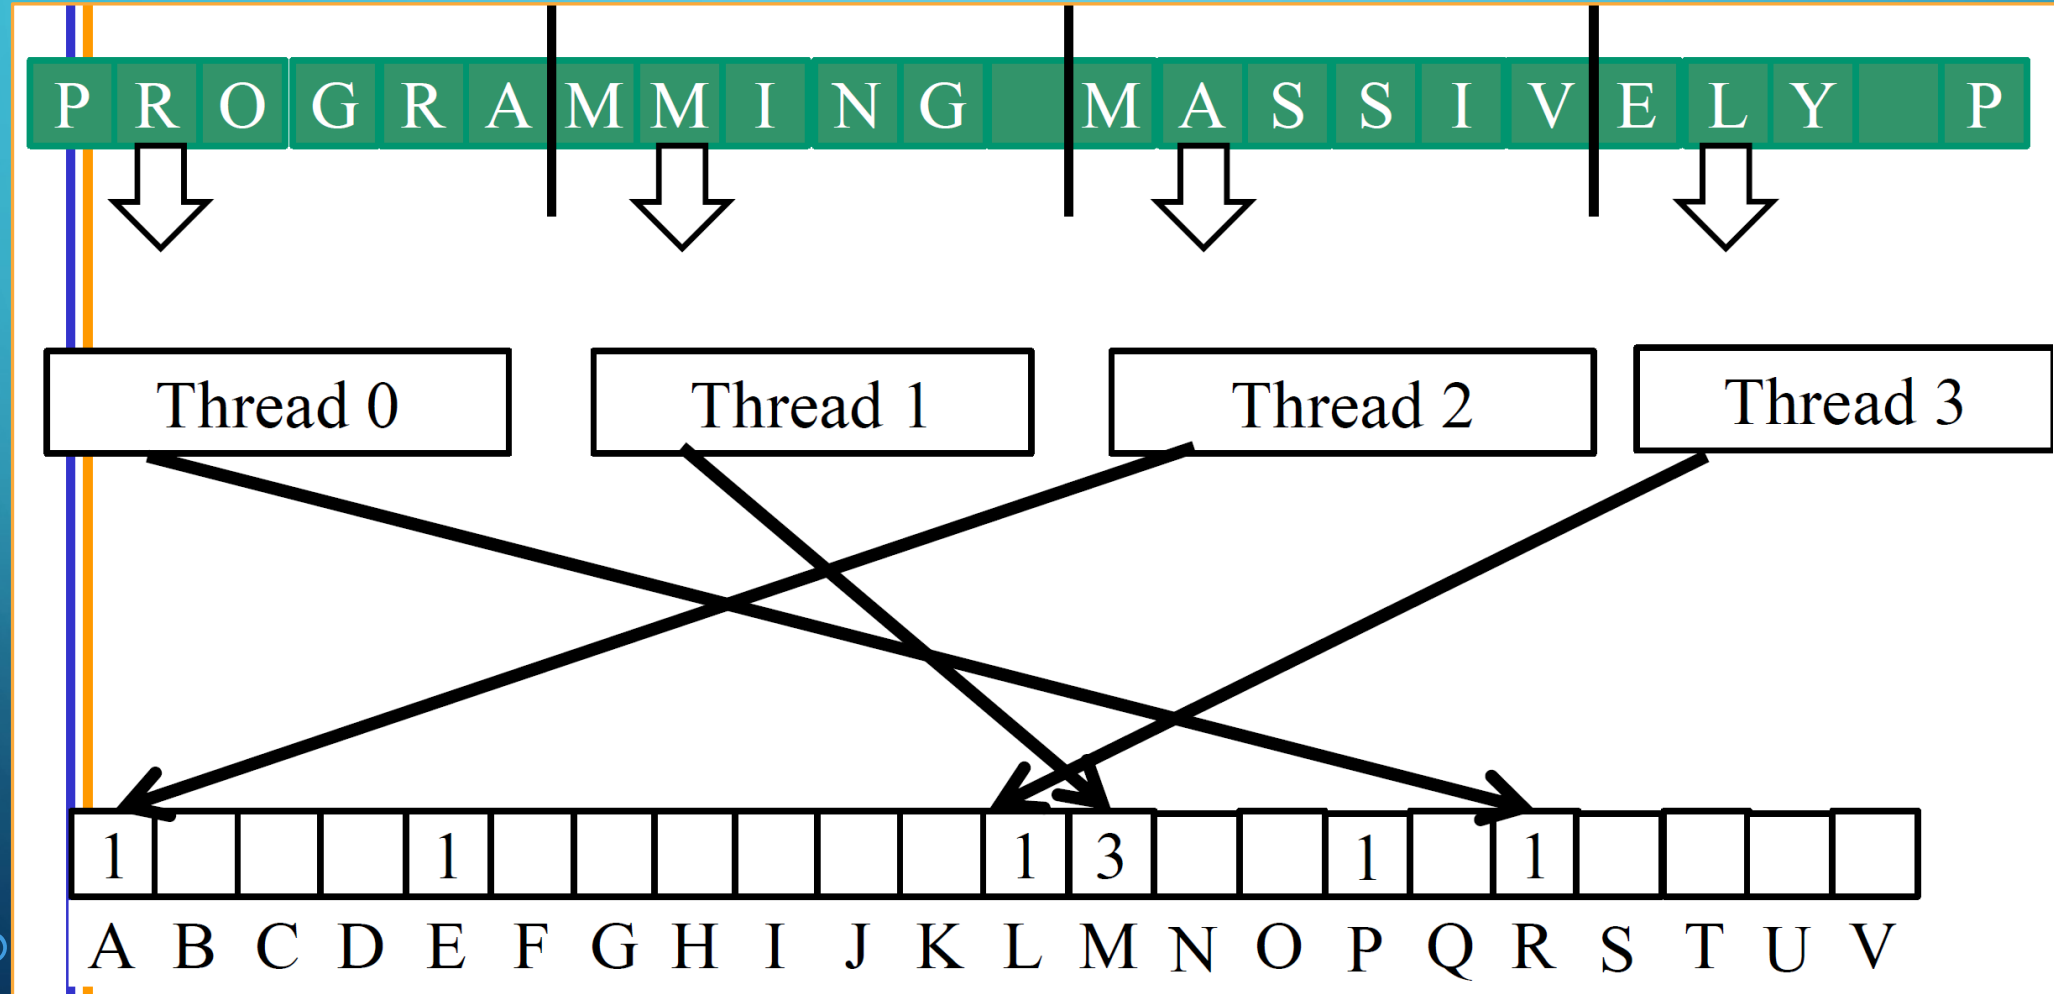 P R O G R A M M I N G M A S S I V E L Y P
Thread 0 Thread 1 Thread 2 Thread 3
1 1 1 3 1 1
A B C D E F G H I J K L M N O P Q R S T U V